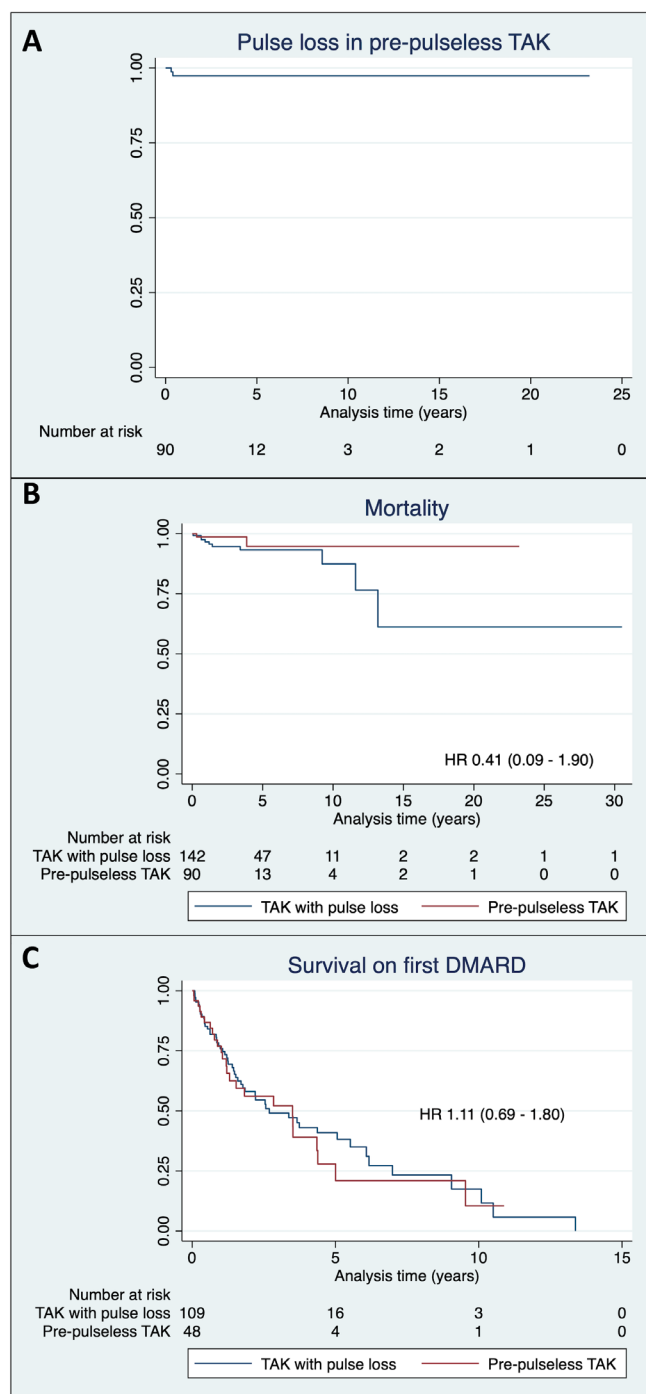 A
Pulse loss in pre-pulseless TAK
1.00
0.75
0.50
0.25
0.00
0 5 10 15 20 25
Analysis time (years)
Number at risk
90 12 3 2 1 0
B
Mortality
1.00
0.75
0.50
0.25
0.00
HR 0.41 (0.09 - 1.90)
0 5 10 15 20 25 30
Analysis time (years)
Number at risk
TAK with pulse loss 142 47 11 2 2 1 1
Pre-pulseless TAK 90 13 4 2 1 0 0
TAK with pulse loss Pre-pulseless TAK
C
Survival on first DMARD
1.00
0.75
0.50
0.25
0.00
HR 1.11 (0.69 - 1.80)
0 5 10 15
Analysis time (years)
Number at risk
TAK with pulse loss 109 16 3 0
Pre-pulseless TAK 48 4 1 0
TAK with pulse loss Pre-pulseless TAK